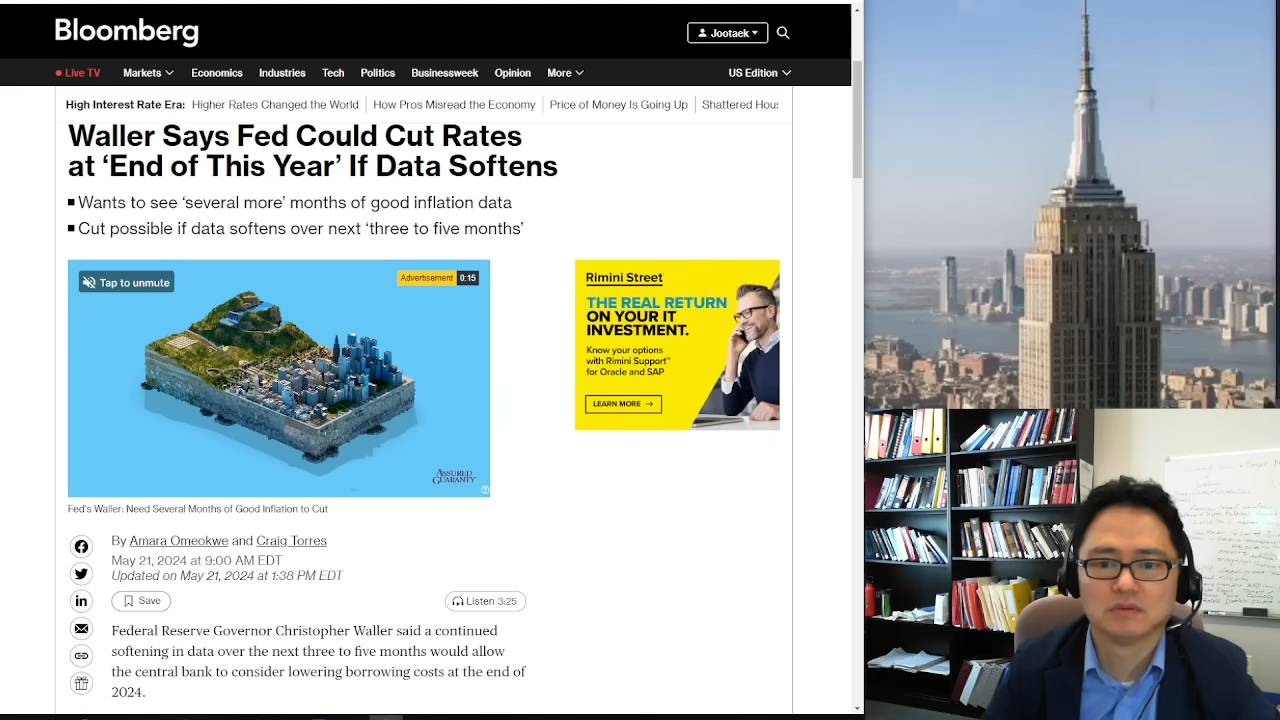 Bloomberg
Jootaek
Live TV
Markets
Economics
Industries
Tech
Politics
Businessweek
Opinion
More
US Edition
High Interest Rate Era:
Higher Rates Changed the World
How Pros Misread the Economy
Price of Money Is Going Up
Shattered Hou
Waller Says Fed Could Cut Rates
at ‘End of This Year’ If Data Softens
Wants to see ‘several more’ months of good inflation data
Cut possible if data softens over next ‘three to five months’
Tap to unmute
Advertisement 0:15
ASSURED
GUARANTY
Rimini Street
THE REAL RETURN
ON YOUR IT
INVESTMENT.
Know your options
with Rimini Support™
for Oracle and SAP
LEARN MORE →
Fed's Waller: Need Several Months of Good Inflation to Cut
By Amara Omeokwe and Craig Torres
May 21, 2024 at 9:00 AM EDT
Updated on May 21, 2024 at 1:38 PM EDT
Save
Listen 3:25
Federal Reserve Governor Christopher Waller said a continued
softening in data over the next three to five months would allow
the central bank to consider lowering borrowing costs at the end of
2024.